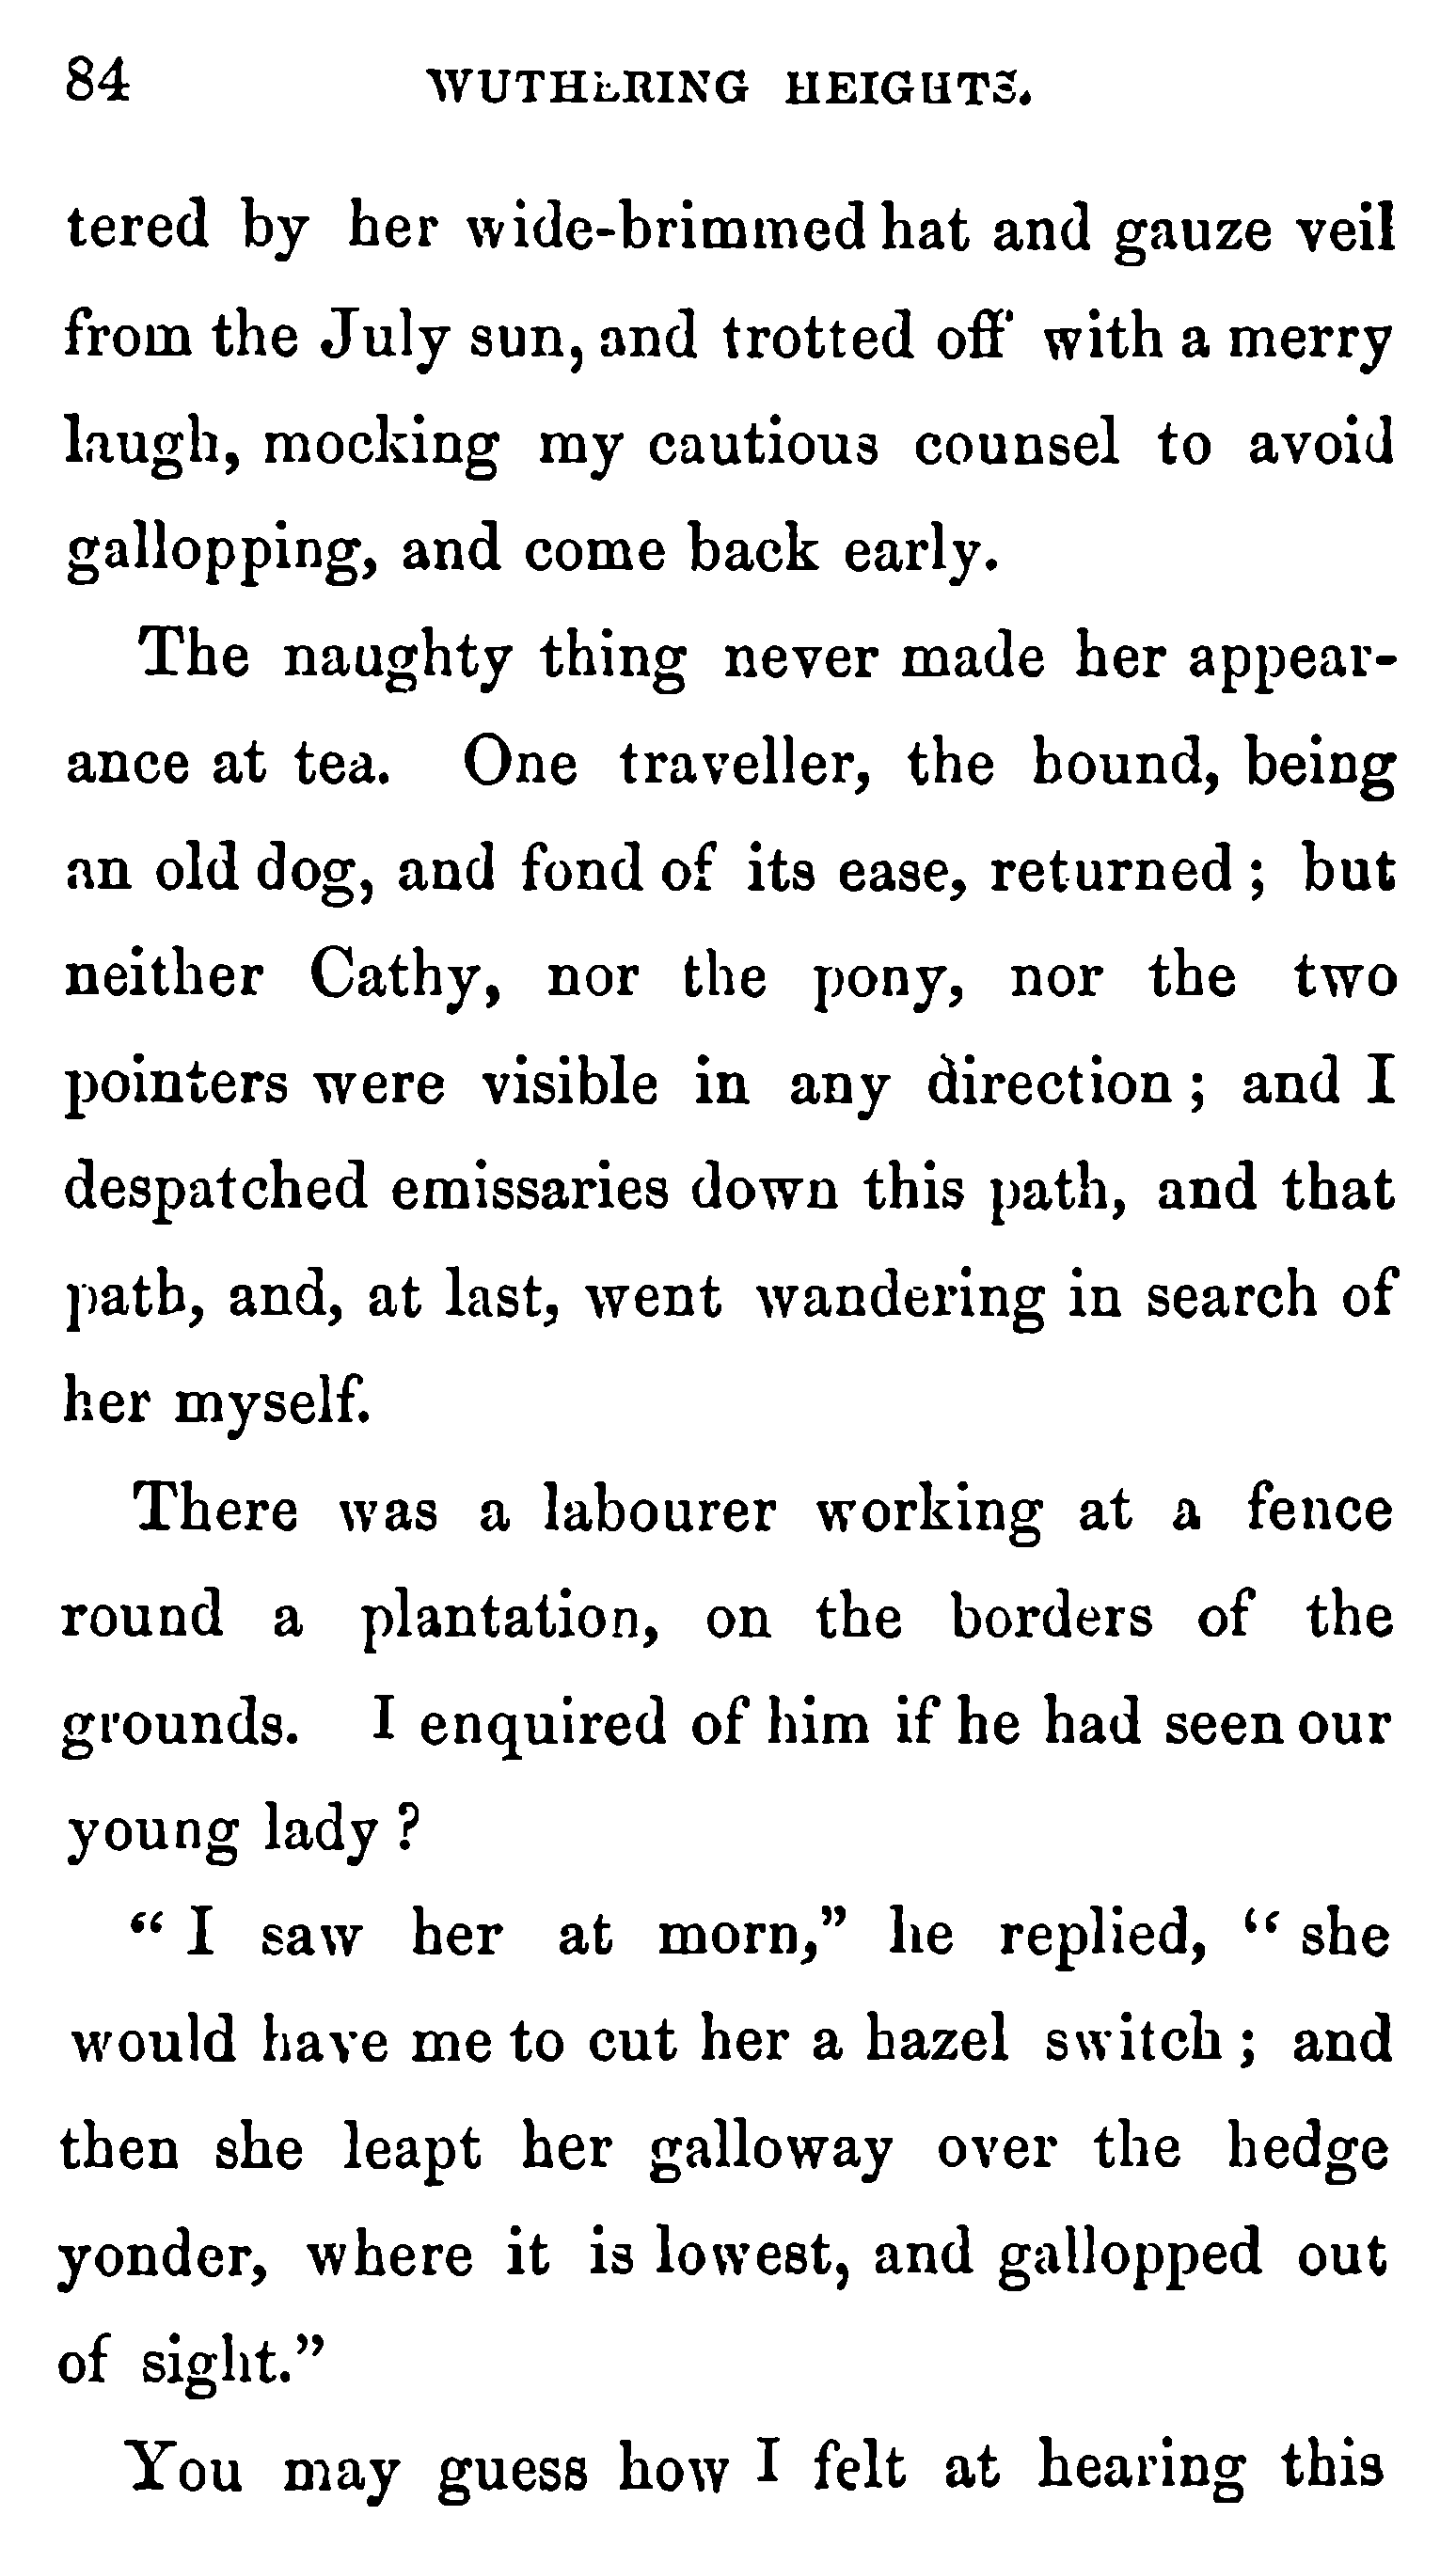 84 WUTHERING HEIGHTS.
tered by her wide-brimmed hat and gauze veil
from the July sun, and trotted off with a merry
laugh, mocking my cautious counsel to avoid
gallopping, and come back early.
The naughty thing never made her appear-
ance at tea. One traveller, the hound, being
an old dog, and fond of its ease, returned ; but
neither Cathy, nor the pony, nor the two
pointers were visible in any direction ; and I
despatched emissaries down this path, and that
path, and, at last, went wandering in search of
her myself.
There was a labourer working at a fence
round a plantation, on the borders of the
grounds. I enquired of him if he had seen our
young lady ?
“ I saw her at morn,” he replied, “ she
would have me to cut her a hazel switch ; and
then she leapt her galloway over the hedge
yonder, where it is lowest, and gallopped out
of sight.”
You may guess how I felt at hearing this